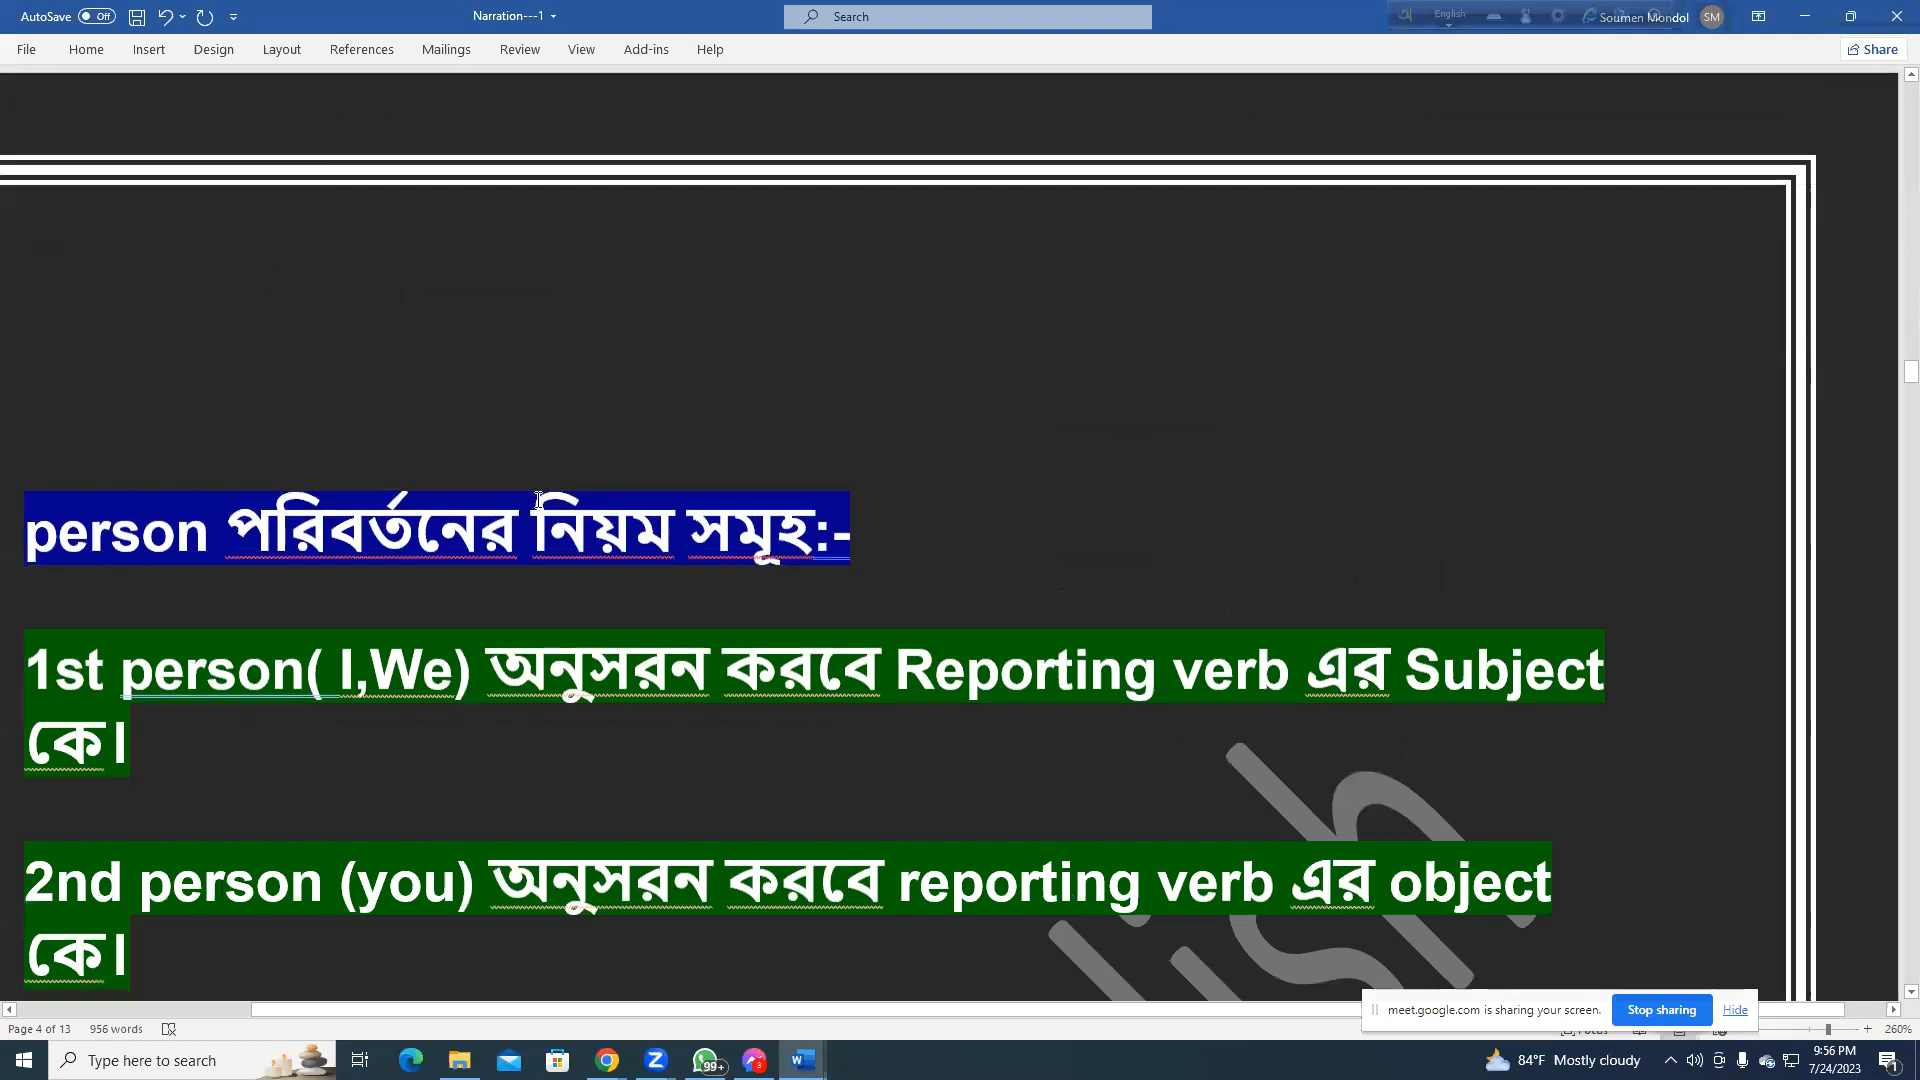 AutoSave Off Narration---1 Search English Soumen Mondol SM
File Home Insert Design Layout References Mailings Review View Add-ins Help Share
person পরিবর্তনের নিয়ম সমূহ:-
1st person( I,We) অনুসরন করবে Reporting verb এর Subject
কে।
2nd person (you) অনুসরন করবে reporting verb এর object
কে।
lish
meet.google.com is sharing your screen. Stop sharing Hide
Page 4 of 13 956 words 260%
Type here to search 99+ 3 84°F Mostly cloudy 9:56 PM
7/24/2023 1